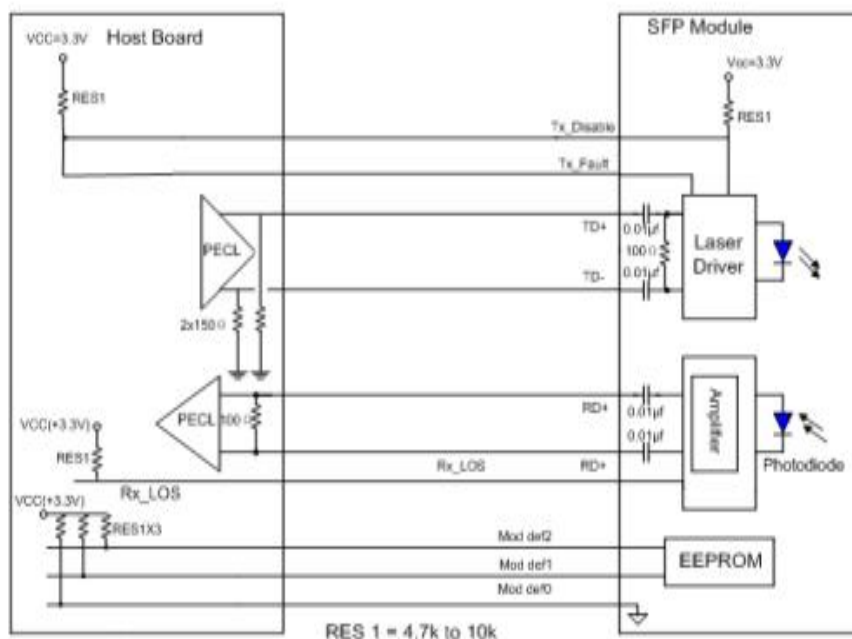 Host Board
SFP Module
VCC=3.3V
Vcc=3.3V
RES1
RES1
Tx_Disable
Tx_Fault
PECL
TD+
0.01μf
100Ω
0.01μf
TD-
Laser
Driver
2x150Ω
PECL
100Ω
RD+
0.01μf
0.01μf
RD+
Amplifier
Photodiode
VCC(+3.3V)
RES1
Rx_LOS
Rx_LOS
VCC(+3.3V)
RES1X3
Mod def2
Mod def1
Mod def0
EEPROM
RES 1 = 4.7k to 10k